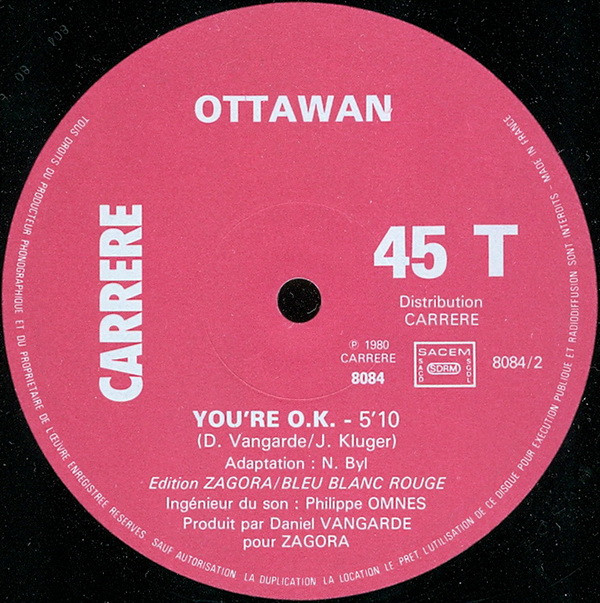 OTTAWAN
CARRERE
45 T
Distribution
CARRERE
℗ 1980
CARRERE
8084
SACEM
SACD
SDRM
SGDL
8084/2
YOU'RE O.K. - 5'10
(D. Vangarde/J. Kluger)
Adaptation : N. Byl
Edition ZAGORA/BLEU BLANC ROUGE
Ingénieur du son : Philippe OMNES
Produit par Daniel VANGARDE
pour ZAGORA
TOUS DROITS DU PRODUCTEUR PHONOGRAPHIQUE ET DU PROPRIETAIRE DE L'ŒUVRE ENREGISTREE RESERVES SAUF AUTORISATION LA DUPLICATION LA LOCATION LE PRET L'UTILISATION DE CE DISQUE POUR EXECUTION PUBLIQUE ET RADIODIFFUSION SONT INTERDITS - MADE IN FRANCE